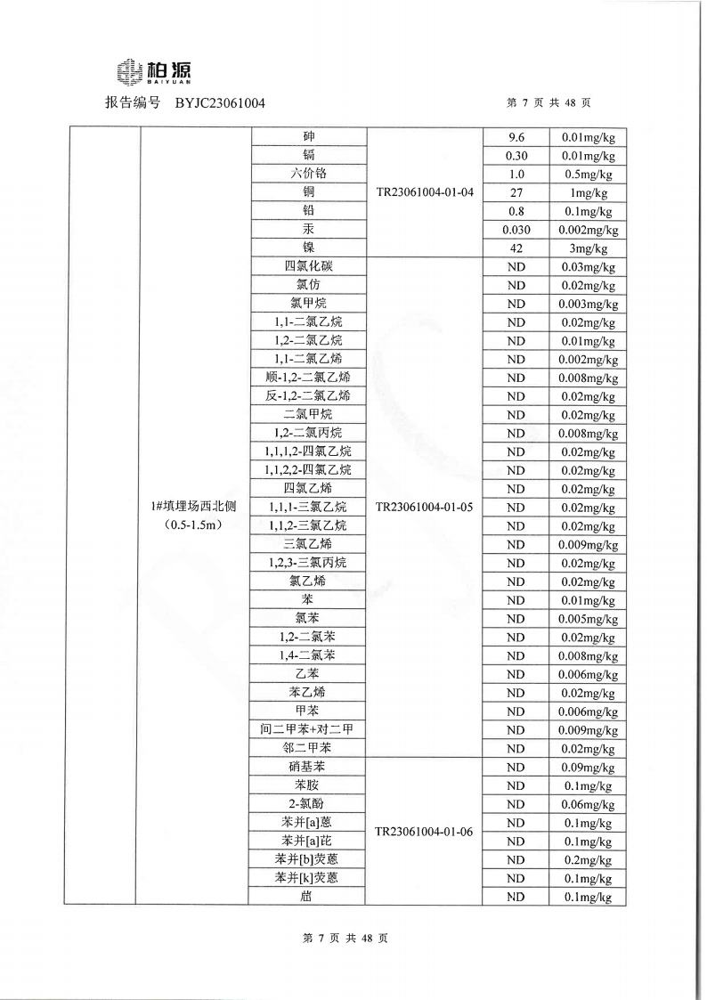 柏源
BAIYUAN
报告编号 BYJC23061004 第 7 页 共 48 页
砷 9.6 0.01mg/kg
镉 0.30 0.01mg/kg
六价铬 1.0 0.5mg/kg
铜 TR23061004-01-04 27 1mg/kg
铅 0.8 0.1mg/kg
汞 0.030 0.002mg/kg
镍 42 3mg/kg
四氯化碳 ND 0.03mg/kg
氯仿 ND 0.02mg/kg
氯甲烷 ND 0.003mg/kg
1,1-二氯乙烷 ND 0.02mg/kg
1,2-二氯乙烷 ND 0.01mg/kg
1,1-二氯乙烯 ND 0.002mg/kg
顺-1,2-二氯乙烯 ND 0.008mg/kg
反-1,2-二氯乙烯 ND 0.02mg/kg
二氯甲烷 ND 0.02mg/kg
1,2-二氯丙烷 ND 0.008mg/kg
1,1,1,2-四氯乙烷 ND 0.02mg/kg
1,1,2,2-四氯乙烷 ND 0.02mg/kg
四氯乙烯 ND 0.02mg/kg
1#填埋场西北侧 1,1,1-三氯乙烷 TR23061004-01-05 ND 0.02mg/kg
（0.5-1.5m） 1,1,2-三氯乙烷 ND 0.02mg/kg
三氯乙烯 ND 0.009mg/kg
1,2,3-三氯丙烷 ND 0.02mg/kg
氯乙烯 ND 0.02mg/kg
苯 ND 0.01mg/kg
氯苯 ND 0.005mg/kg
1,2-二氯苯 ND 0.02mg/kg
1,4-二氯苯 ND 0.008mg/kg
乙苯 ND 0.006mg/kg
苯乙烯 ND 0.02mg/kg
甲苯 ND 0.006mg/kg
间二甲苯+对二甲 ND 0.009mg/kg
邻二甲苯 ND 0.02mg/kg
硝基苯 ND 0.09mg/kg
苯胺 ND 0.1mg/kg
2-氯酚 ND 0.06mg/kg
苯并[a]蒽 ND 0.1mg/kg
TR23061004-01-06
苯并[a]芘 ND 0.1mg/kg
苯并[b]荧蒽 ND 0.2mg/kg
苯并[k]荧蒽 ND 0.1mg/kg
䓛 ND 0.1mg/kg
第 7 页 共 48 页